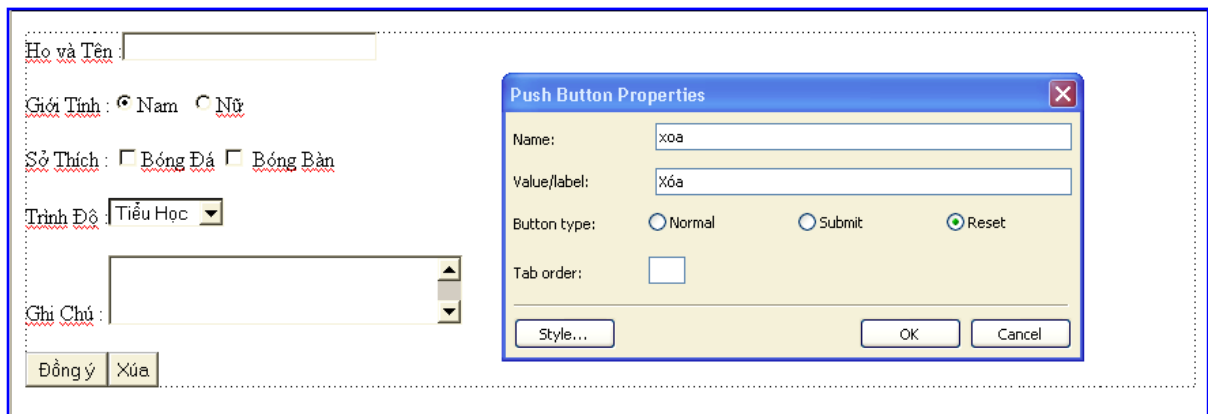 Họ và Tên :
Giới Tính : Nam Nữ
Sở Thích : Bóng Đá Bóng Bàn
Trình Độ : Tiểu Học
Ghi Chú :
Đồng ý Xúa
Push Button Properties
Name: xoa
Value/label: Xóa
Button type: Normal Submit Reset
Tab order:
Style... OK Cancel